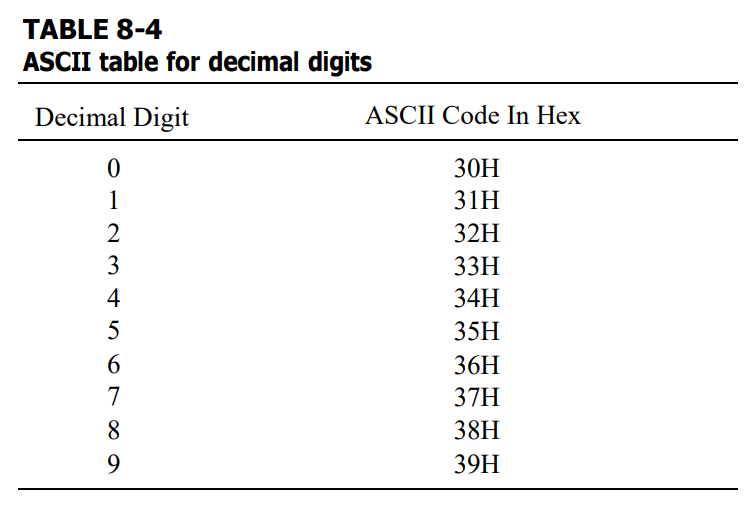 TABLE 8-4
ASCII table for decimal digits
Decimal Digit ASCII Code In Hex
0 30H
1 31H
2 32H
3 33H
4 34H
5 35H
6 36H
7 37H
8 38H
9 39H